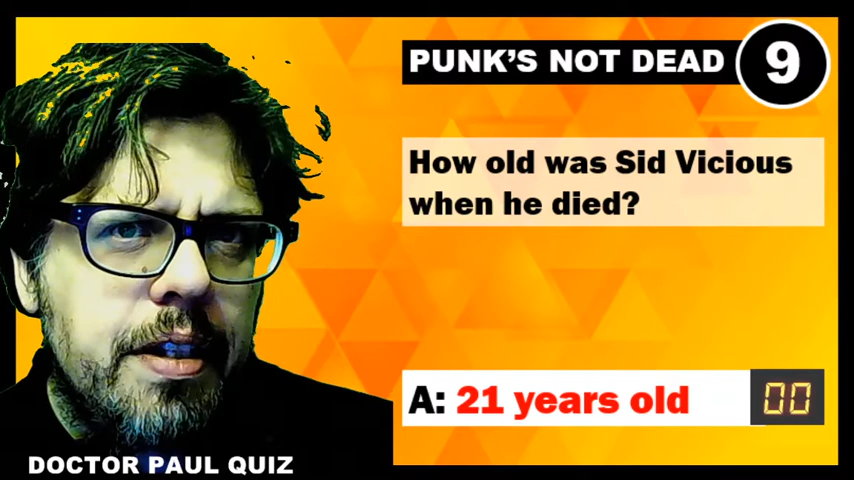 PUNK'S NOT DEAD
9
How old was Sid Vicious
when he died?
A: 21 years old
00
DOCTOR PAUL QUIZ